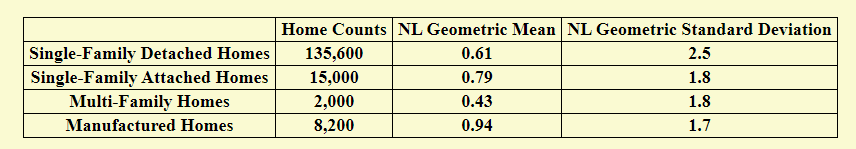 Home Counts NL Geometric Mean NL Geometric Standard Deviation
Single-Family Detached Homes 135,600 0.61 2.5
Single-Family Attached Homes 15,000 0.79 1.8
Multi-Family Homes 2,000 0.43 1.8
Manufactured Homes 8,200 0.94 1.7